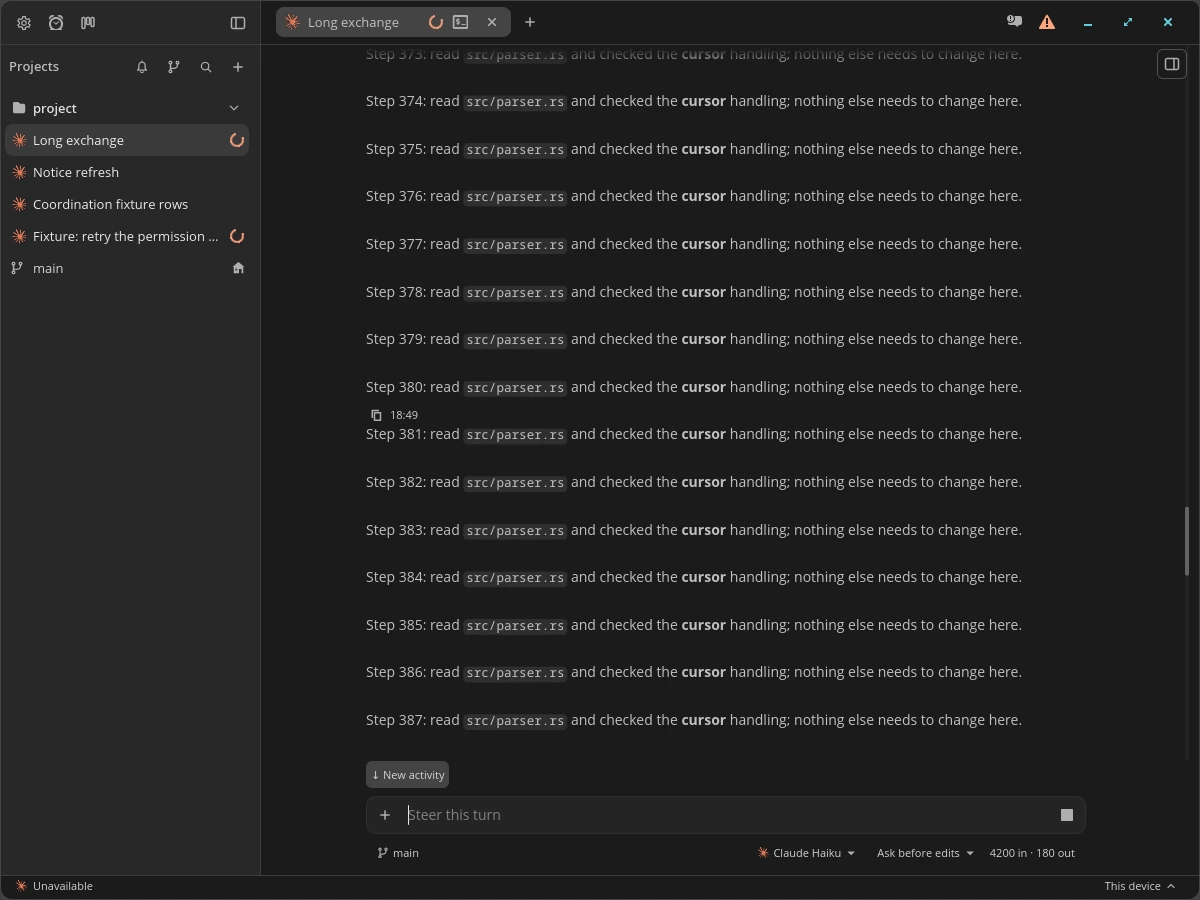 Long exchange
Projects
project
Long exchange
Notice refresh
Coordination fixture rows
Fixture: retry the permission ...
main
Step 373: read src/parser.rs and checked the cursor handling; nothing else needs to change here.
Step 374: read src/parser.rs and checked the cursor handling; nothing else needs to change here.
Step 375: read src/parser.rs and checked the cursor handling; nothing else needs to change here.
Step 376: read src/parser.rs and checked the cursor handling; nothing else needs to change here.
Step 377: read src/parser.rs and checked the cursor handling; nothing else needs to change here.
Step 378: read src/parser.rs and checked the cursor handling; nothing else needs to change here.
Step 379: read src/parser.rs and checked the cursor handling; nothing else needs to change here.
Step 380: read src/parser.rs and checked the cursor handling; nothing else needs to change here.
18:49
Step 381: read src/parser.rs and checked the cursor handling; nothing else needs to change here.
Step 382: read src/parser.rs and checked the cursor handling; nothing else needs to change here.
Step 383: read src/parser.rs and checked the cursor handling; nothing else needs to change here.
Step 384: read src/parser.rs and checked the cursor handling; nothing else needs to change here.
Step 385: read src/parser.rs and checked the cursor handling; nothing else needs to change here.
Step 386: read src/parser.rs and checked the cursor handling; nothing else needs to change here.
Step 387: read src/parser.rs and checked the cursor handling; nothing else needs to change here.
↓ New activity
Steer this turn
main
Claude Haiku
Ask before edits
4200 in · 180 out
Unavailable
This device